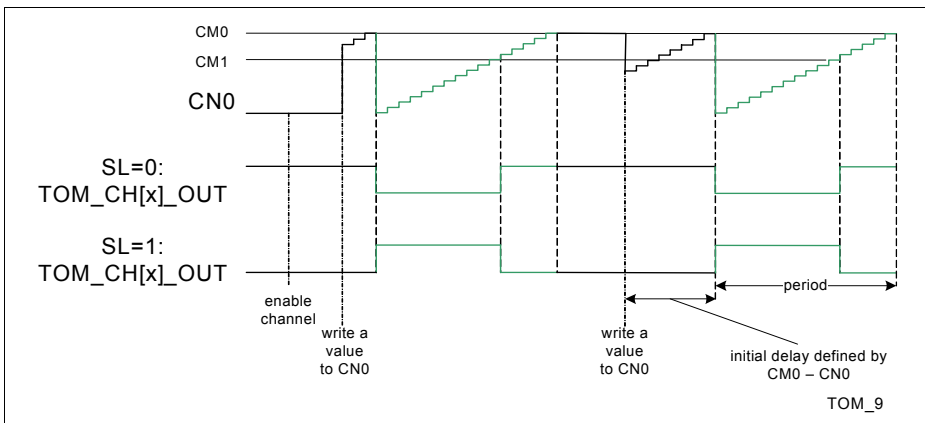 CM0
CM1
CN0
SL=0:
TOM_CH[x]_OUT
SL=1:
TOM_CH[x]_OUT
enable
channel
write a
value
to CN0
write a
value
to CN0
period
initial delay defined by
CM0 – CN0
TOM_9